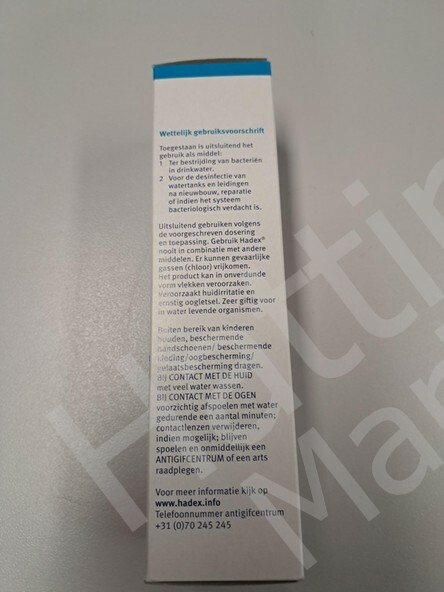 Wettelijk gebruiksvoorschrift
Toegestaan is uitsluitend het
gebruik als middel:
1 Ter bestrijding van bacteriën
in drinkwater.
2 Voor de desinfectie van
watertanks en leidingen
na nieuwbouw, reparatie
of indien het systeem
bacteriologisch verdacht is.
Uitsluitend gebruiken volgens
de voorgeschreven dosering
en toepassing. Gebruik Hadex®
nooit in combinatie met andere
middelen. Er kunnen gevaarlijke
gassen (chloor) vrijkomen.
Het product kan in onverdunde
vorm vlekken veroorzaken.
Veroorzaakt huidirritatie en
ernstig oogletsel. Zeer giftig voor
in water levende organismen.
Buiten bereik van kinderen
houden, beschermende
handschoenen/ beschermende
kleding/oogbescherming/
gelaatsbescherming dragen.
BIJ CONTACT MET DE HUID
met veel water wassen.
BIJ CONTACT MET DE OGEN
voorzichtig afspoelen met water
gedurende een aantal minuten;
contactlenzen verwijderen,
indien mogelijk; blijven
spoelen en onmiddellijk een
ANTIGIFCENTRUM of een arts
raadplegen.
Voor meer informatie kijk op
www.hadex.info
Telefoonnummer antigifcentrum
+31 (0)70 245 245